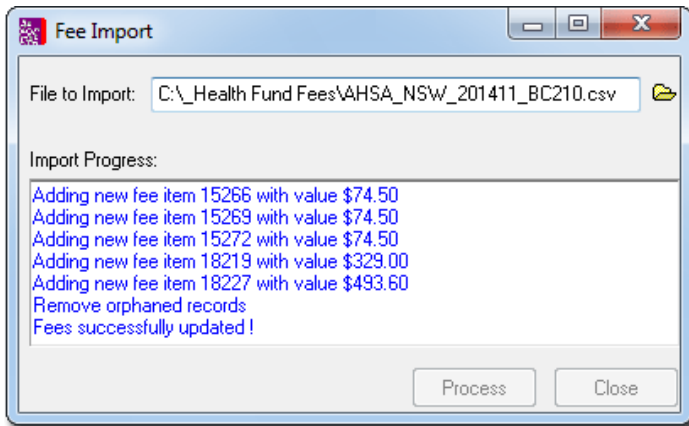 Fee Import
File to Import: C:\_Health Fund Fees\AHSA_NSW_201411_BC210.csv
Import Progress:
Adding new fee item 15266 with value $74.50
Adding new fee item 15269 with value $74.50
Adding new fee item 15272 with value $74.50
Adding new fee item 18219 with value $329.00
Adding new fee item 18227 with value $493.60
Remove orphaned records
Fees successfully updated !
Process Close